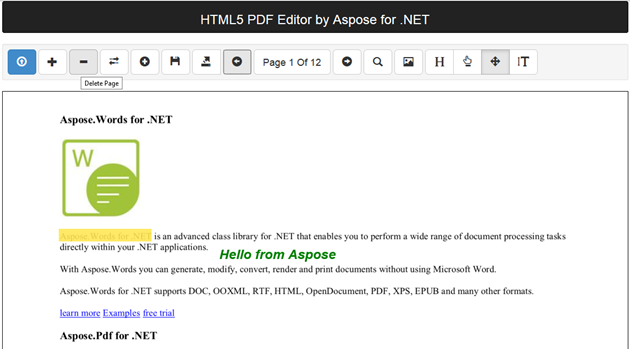 HTML5 PDF Editor by Aspose for .NET
Page 1 Of 12
H
T
Delete Page
Aspose.Words for .NET
W
Aspose.Words for .NET is an advanced class library for .NET that enables you to perform a wide range of document processing tasks
directly within your .NET applications.
Hello from Aspose
With Aspose.Words you can generate, modify, convert, render and print documents without using Microsoft Word.
Aspose.Words for .NET supports DOC, OOXML, RTF, HTML, OpenDocument, PDF, XPS, EPUB and many other formats.
learn more Examples free trial
Aspose.Pdf for .NET